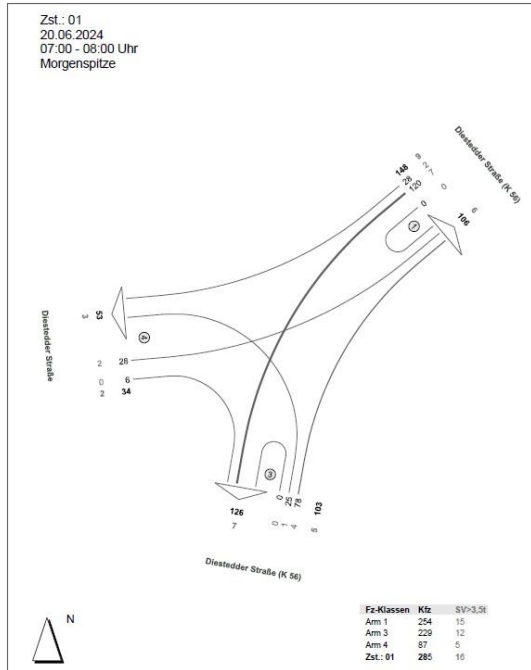 Zst.: 01
20.06.2024
07:00 - 08:00 Uhr
Morgenspitze
Diestedder Straße (K 56)
9
148
2
28
7
120
0
0
1
6
106
Diestedder Straße
3
53
4
2
28
0
6
2
34
3
126
7
0
25
78
103
0
1
4
5
Diestedder Straße (K 56)
N
Fz-Klassen Kfz SV>3,5t
Arm 1 254 15
Arm 3 229 12
Arm 4 87 5
Zst.: 01 285 16